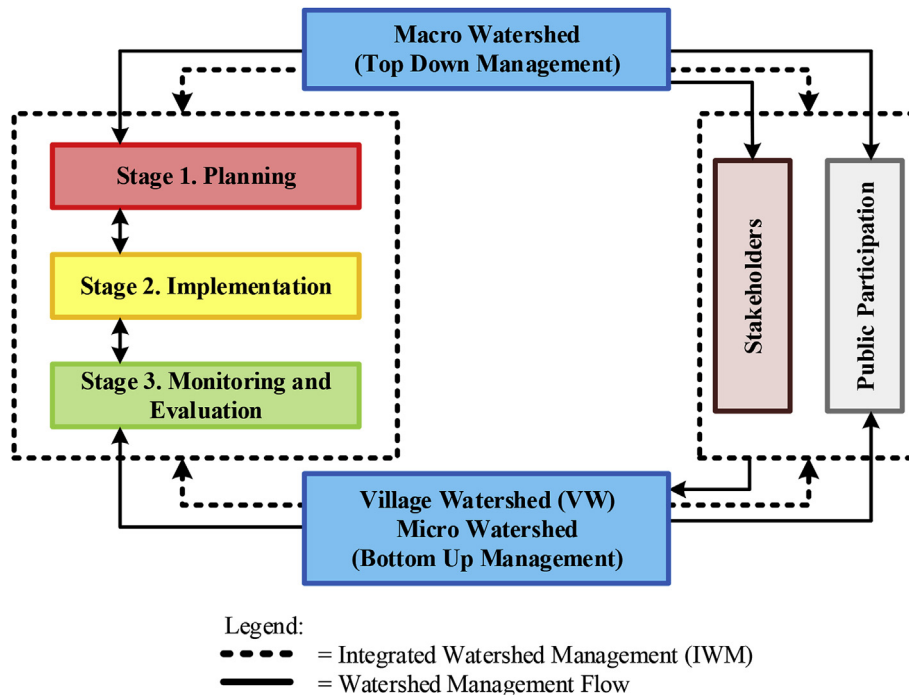 Macro Watershed
(Top Down Management)
Stage 1. Planning
Stage 2. Implementation
Stage 3. Monitoring and
Evaluation
Stakeholders
Public Participation
Village Watershed (VW)
Micro Watershed
(Bottom Up Management)
Legend:
= Integrated Watershed Management (IWM)
= Watershed Management Flow